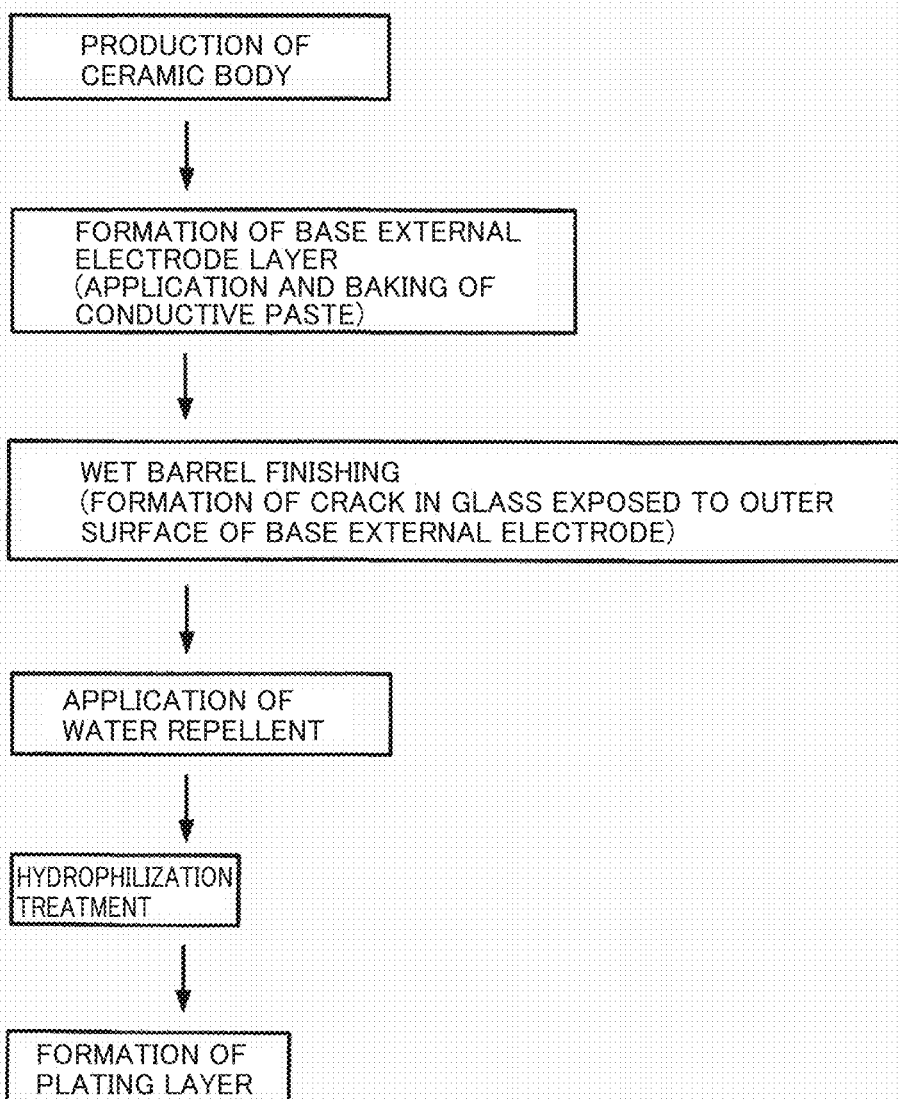 PRODUCTION OF
CERAMIC BODY
FORMATION OF BASE EXTERNAL
ELECTRODE LAYER
(APPLICATION AND BAKING OF
CONDUCTIVE PASTE)
WET BARREL FINISHING
(FORMATION OF CRACK IN GLASS EXPOSED TO OUTER
SURFACE OF BASE EXTERNAL ELECTRODE)
APPLICATION OF
WATER REPELLENT
HYDROPHILIZATION
TREATMENT
FORMATION OF
PLATING LAYER